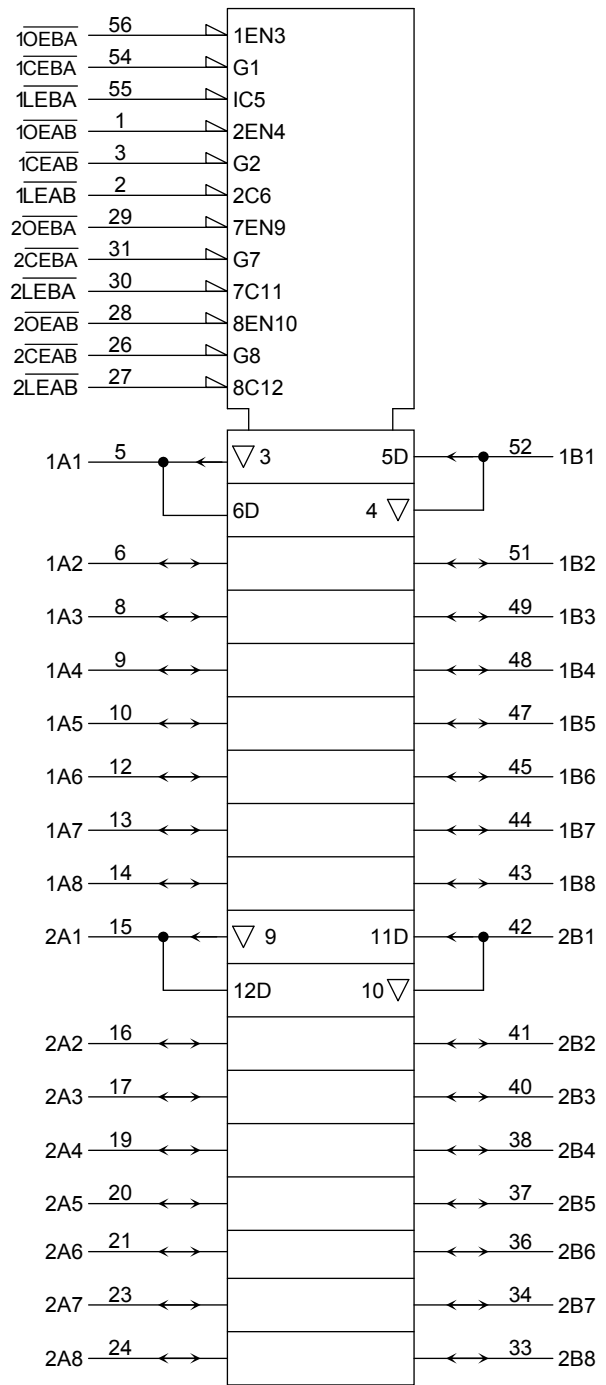 1OEBA 56 1EN3
1CEBA 54 G1
1LEBA 55 IC5
1OEAB 1 2EN4
1CEAB 3 G2
1LEAB 2 2C6
2OEBA 29 7EN9
2CEBA 31 G7
2LEBA 30 7C11
2OEAB 28 8EN10
2CEAB 26 G8
2LEAB 27 8C12
1A1 5 ▽ 3 5D 52 1B1
6D 4 ▽
1A2 6 51 1B2
1A3 8 49 1B3
1A4 9 48 1B4
1A5 10 47 1B5
1A6 12 45 1B6
1A7 13 44 1B7
1A8 14 43 1B8
2A1 15 ▽ 9 11D 42 2B1
12D 10 ▽
2A2 16 41 2B2
2A3 17 40 2B3
2A4 19 38 2B4
2A5 20 37 2B5
2A6 21 36 2B6
2A7 23 34 2B7
2A8 24 33 2B8